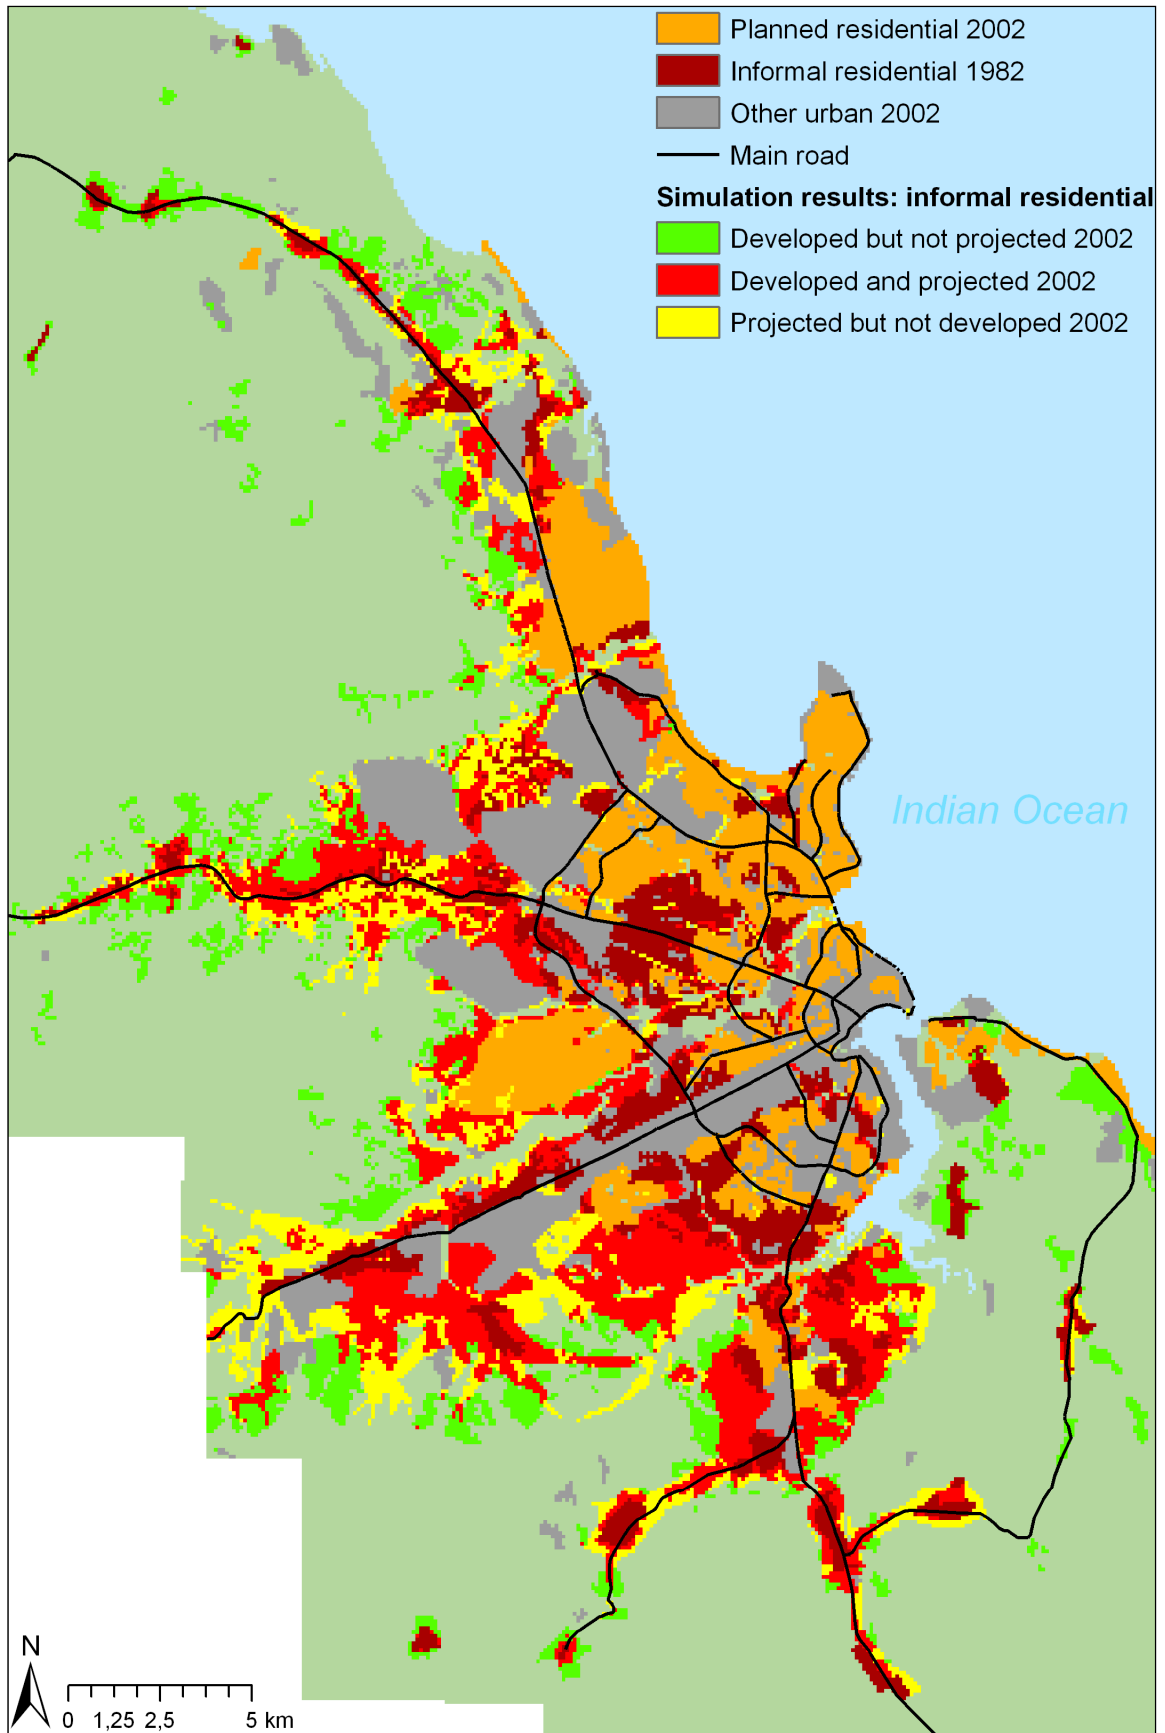 Planned residential 2002
Informal residential 1982
Other urban 2002
Main road
Simulation results: informal residential
Developed but not projected 2002
Developed and projected 2002
Projected but not developed 2002
Indian Ocean
N
0 1,25 2,5 5 km